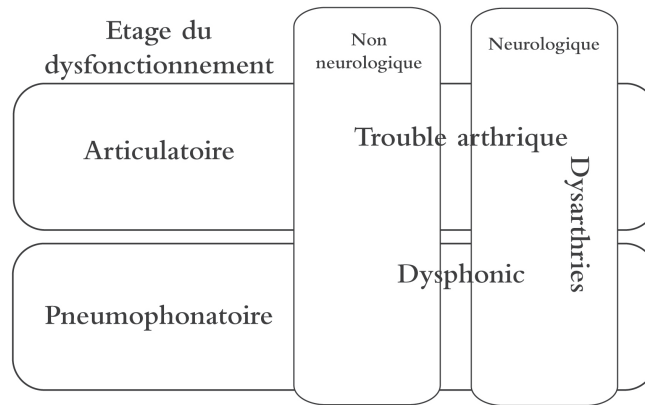 Etage du
dysfonctionnement
Non
neurologique
Neurologique
Articulatoire
Trouble arthrique
Dysarthries
Pneumophonatoire
Dysphonic